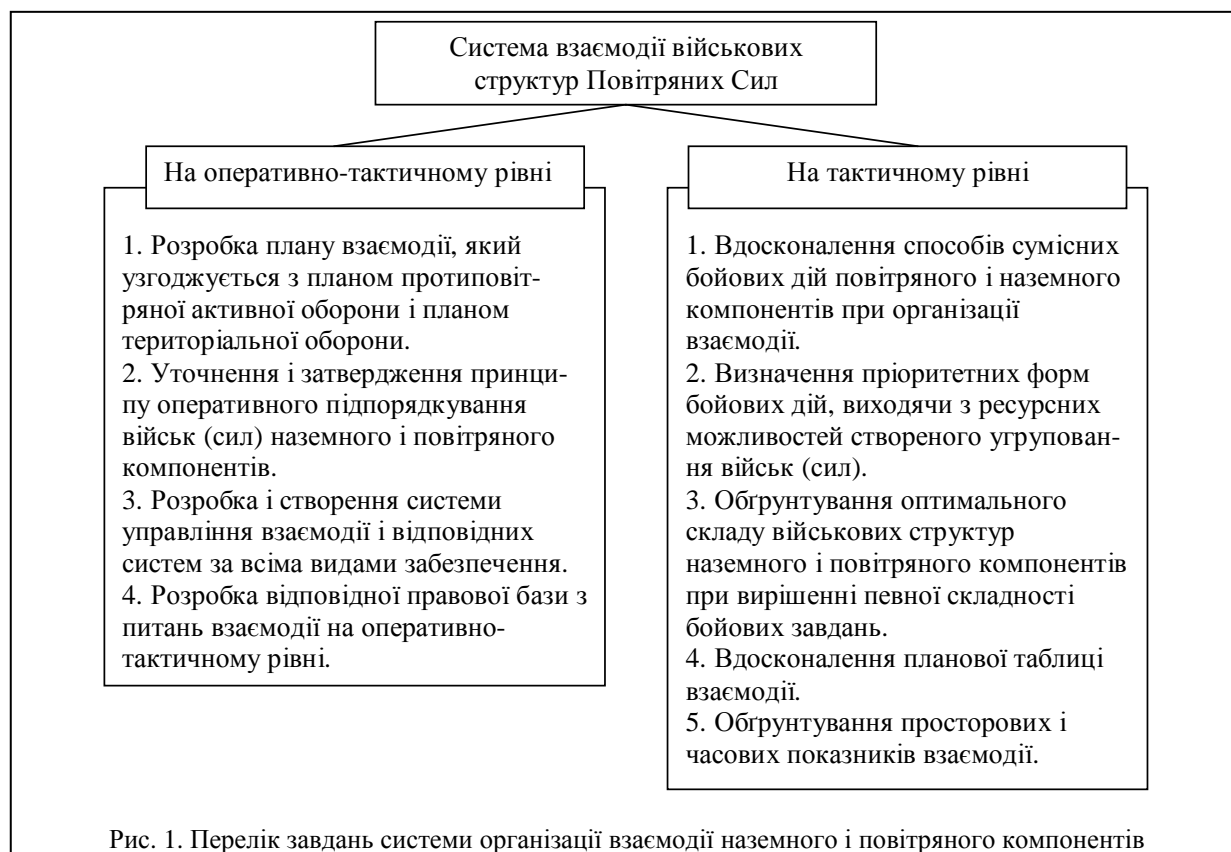 Система взаємодії військових
структур Повітряних Сил
На оперативно-тактичному рівні
1. Розробка плану взаємодії, який
узгоджується з планом протиповіт-
ряної активної оборони і планом
територіальної оборони.
2. Уточнення і затвердження принци-
пу оперативного підпорядкування
військ (сил) наземного і повітряного
компонентів.
3. Розробка і створення системи
управління взаємодії і відповідних
систем за всіма видами забезпечення.
4. Розробка відповідної правової бази з
питань взаємодії на оперативно-
тактичному рівні.
На тактичному рівні
1. Вдосконалення способів сумісних
бойових дій повітряного і наземного
компонентів при організації
взаємодії.
2. Визначення пріоритетних форм
бойових дій, виходячи з ресурсних
можливостей створеного угрупован-
ня військ (сил).
3. Обґрунтування оптимального
складу військових структур
наземного і повітряного компонентів
при вирішенні певної складності
бойових завдань.
4. Вдосконалення планової таблиці
взаємодії.
5. Обґрунтування просторових і
часових показників взаємодії.
Рис. 1. Перелік завдань системи організації взаємодії наземного і повітряного компонентів